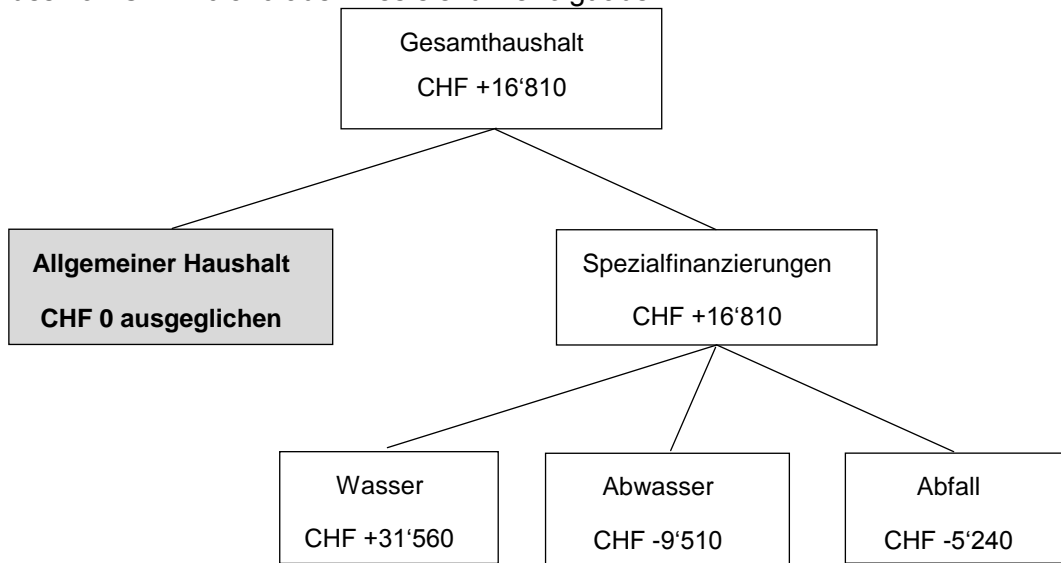 Gesamthaushalt
CHF +16‘810
Allgemeiner Haushalt
CHF 0 ausgeglichen
Spezialfinanzierungen
CHF +16‘810
Wasser
CHF +31‘560
Abwasser
CHF -9‘510
Abfall
CHF -5‘240